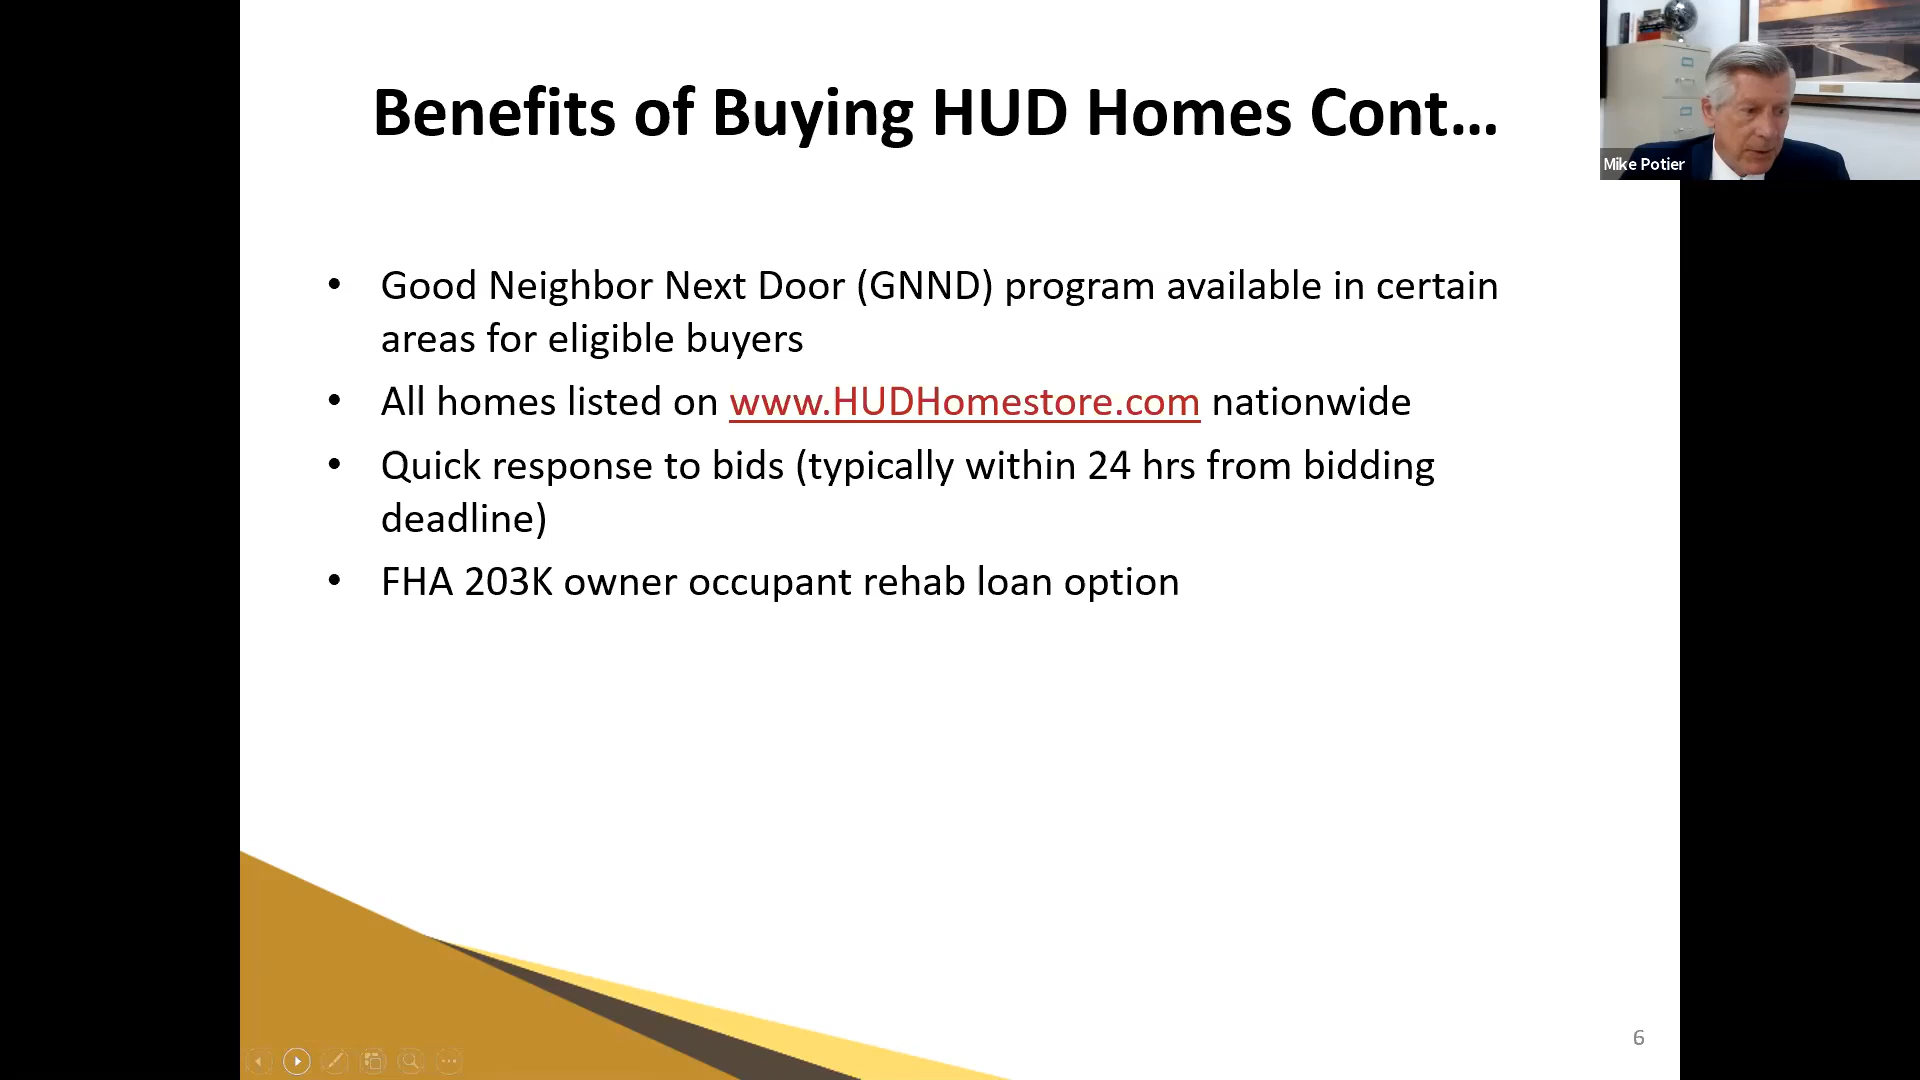 Benefits of Buying HUD Homes Cont…
Mike Potier
• Good Neighbor Next Door (GNND) program available in certain
areas for eligible buyers
• All homes listed on www.HUDHomestore.com nationwide
• Quick response to bids (typically within 24 hrs from bidding
deadline)
• FHA 203K owner occupant rehab loan option
6